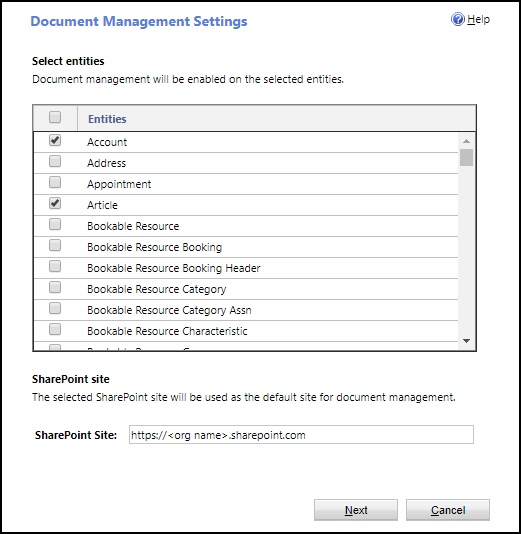 Document Management Settings
Help
Select entities
Document management will be enabled on the selected entities.
Entities
Account
Address
Appointment
Article
Bookable Resource
Bookable Resource Booking
Bookable Resource Booking Header
Bookable Resource Category
Bookable Resource Category Assn
Bookable Resource Characteristic
SharePoint site
The selected SharePoint site will be used as the default site for document management.
SharePoint Site: https://<org name>.sharepoint.com
Next Cancel